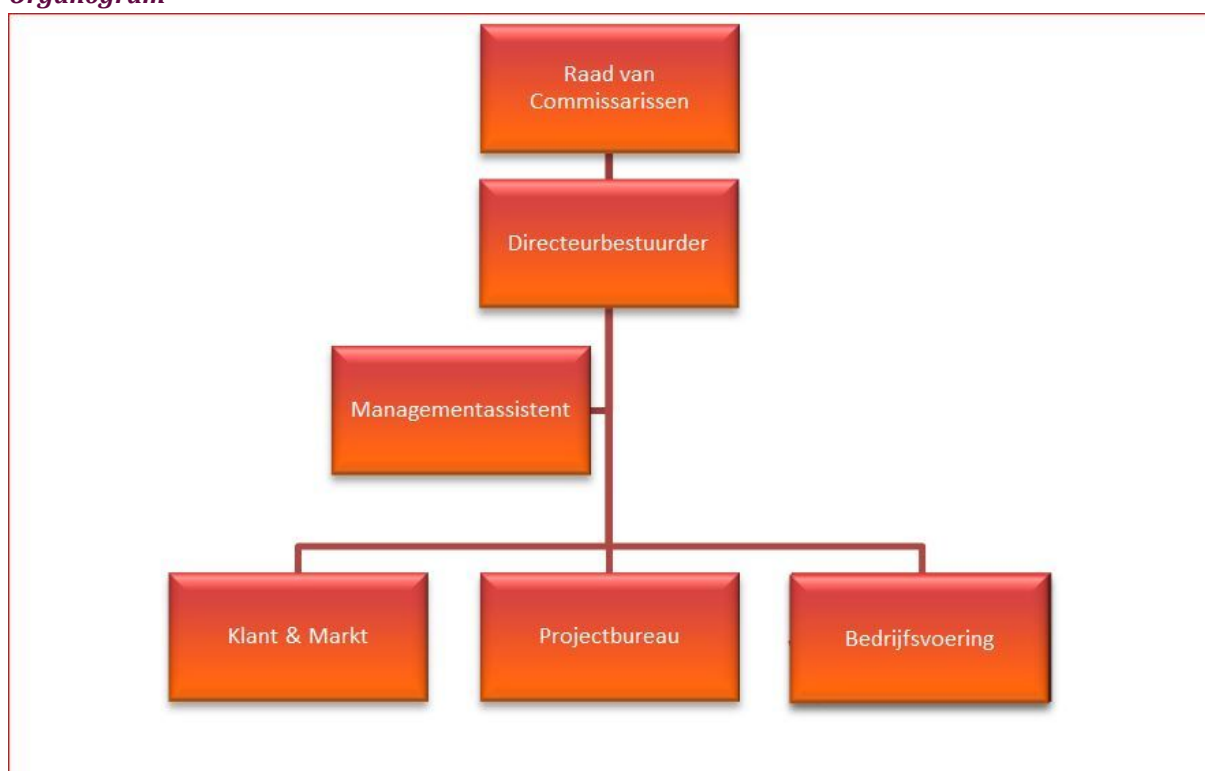 Organogram
Raad van
Commissarissen
Directeurbestuurder
Managementassistent
Klant & Markt
Projectbureau
Bedrijfsvoering